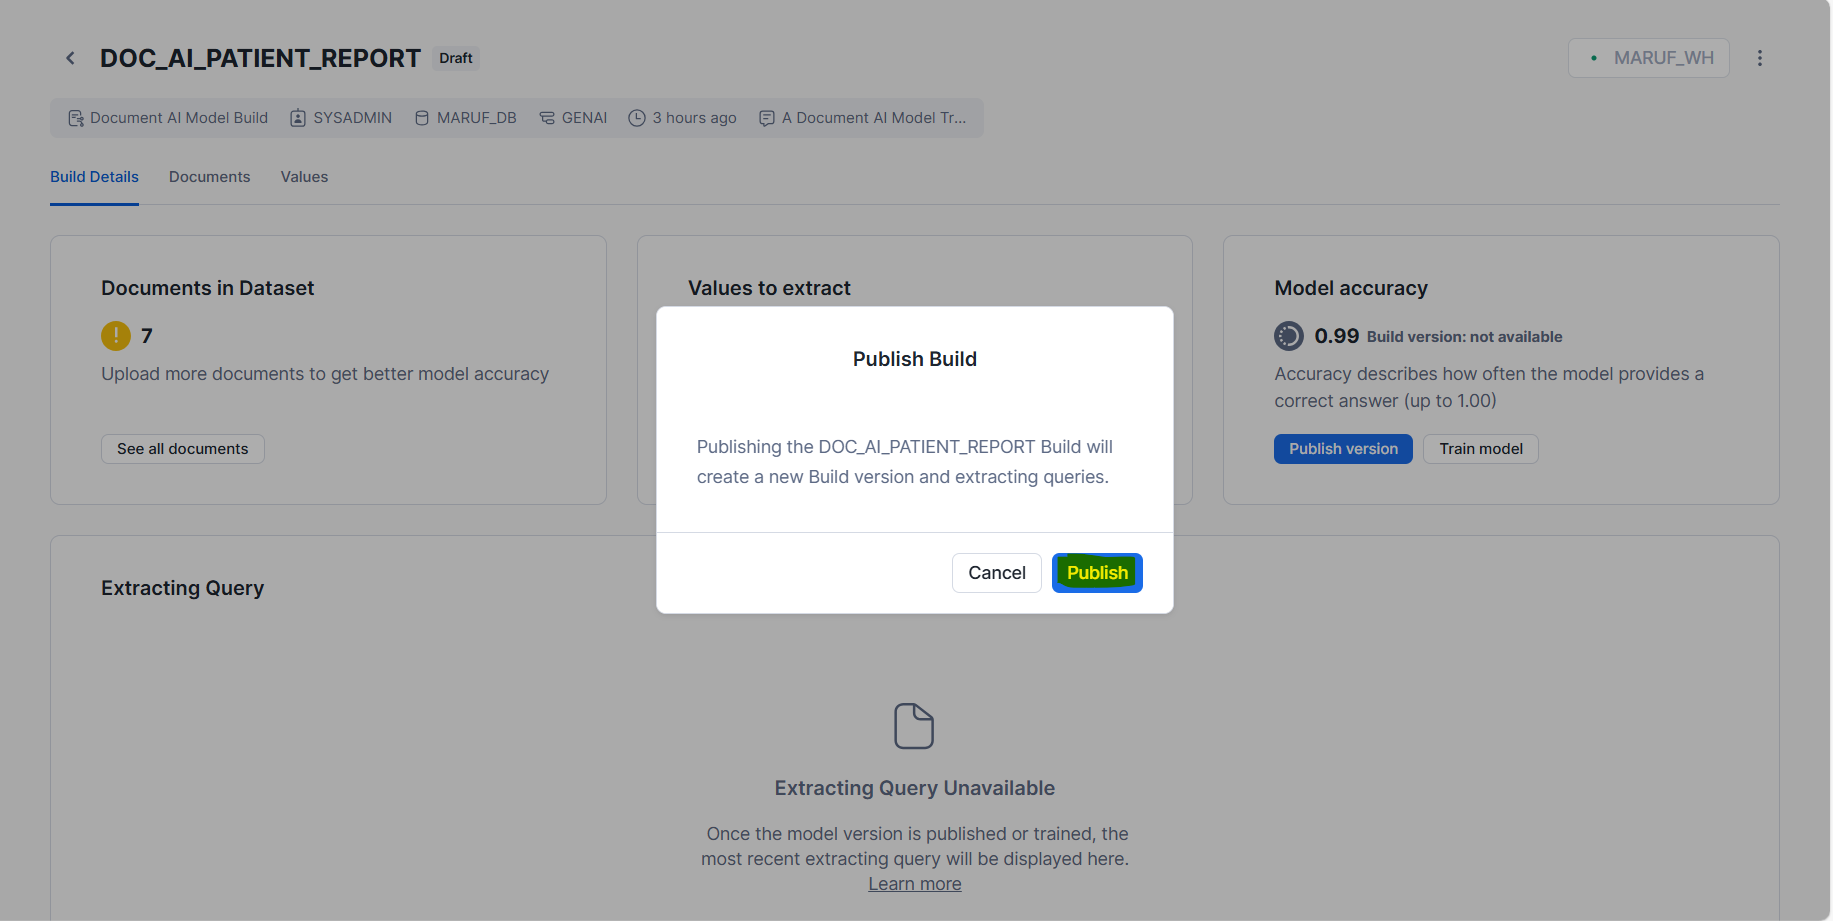 DOC_AI_PATIENT_REPORT Draft
MARUF_WH
Document AI Model Build SYSADMIN MARUF_DB GENAI 3 hours ago A Document AI Model Tr...
Build Details Documents Values
Documents in Dataset
7
Upload more documents to get better model accuracy
See all documents
Values to extract
Model accuracy
0.99 Build version: not available
Accuracy describes how often the model provides a
correct answer (up to 1.00)
Publish version Train model
Publish Build
Publishing the DOC_AI_PATIENT_REPORT Build will
create a new Build version and extracting queries.
Cancel Publish
Extracting Query
Extracting Query Unavailable
Once the model version is published or trained, the
most recent extracting query will be displayed here.
Learn more